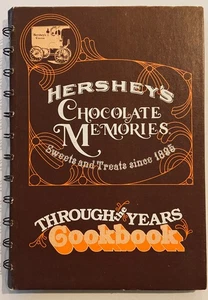 HERSHEY'S
CHOCOLATE
MEMORIES
Sweets and Treats since 1895
THROUGH the YEARS
Cookbook